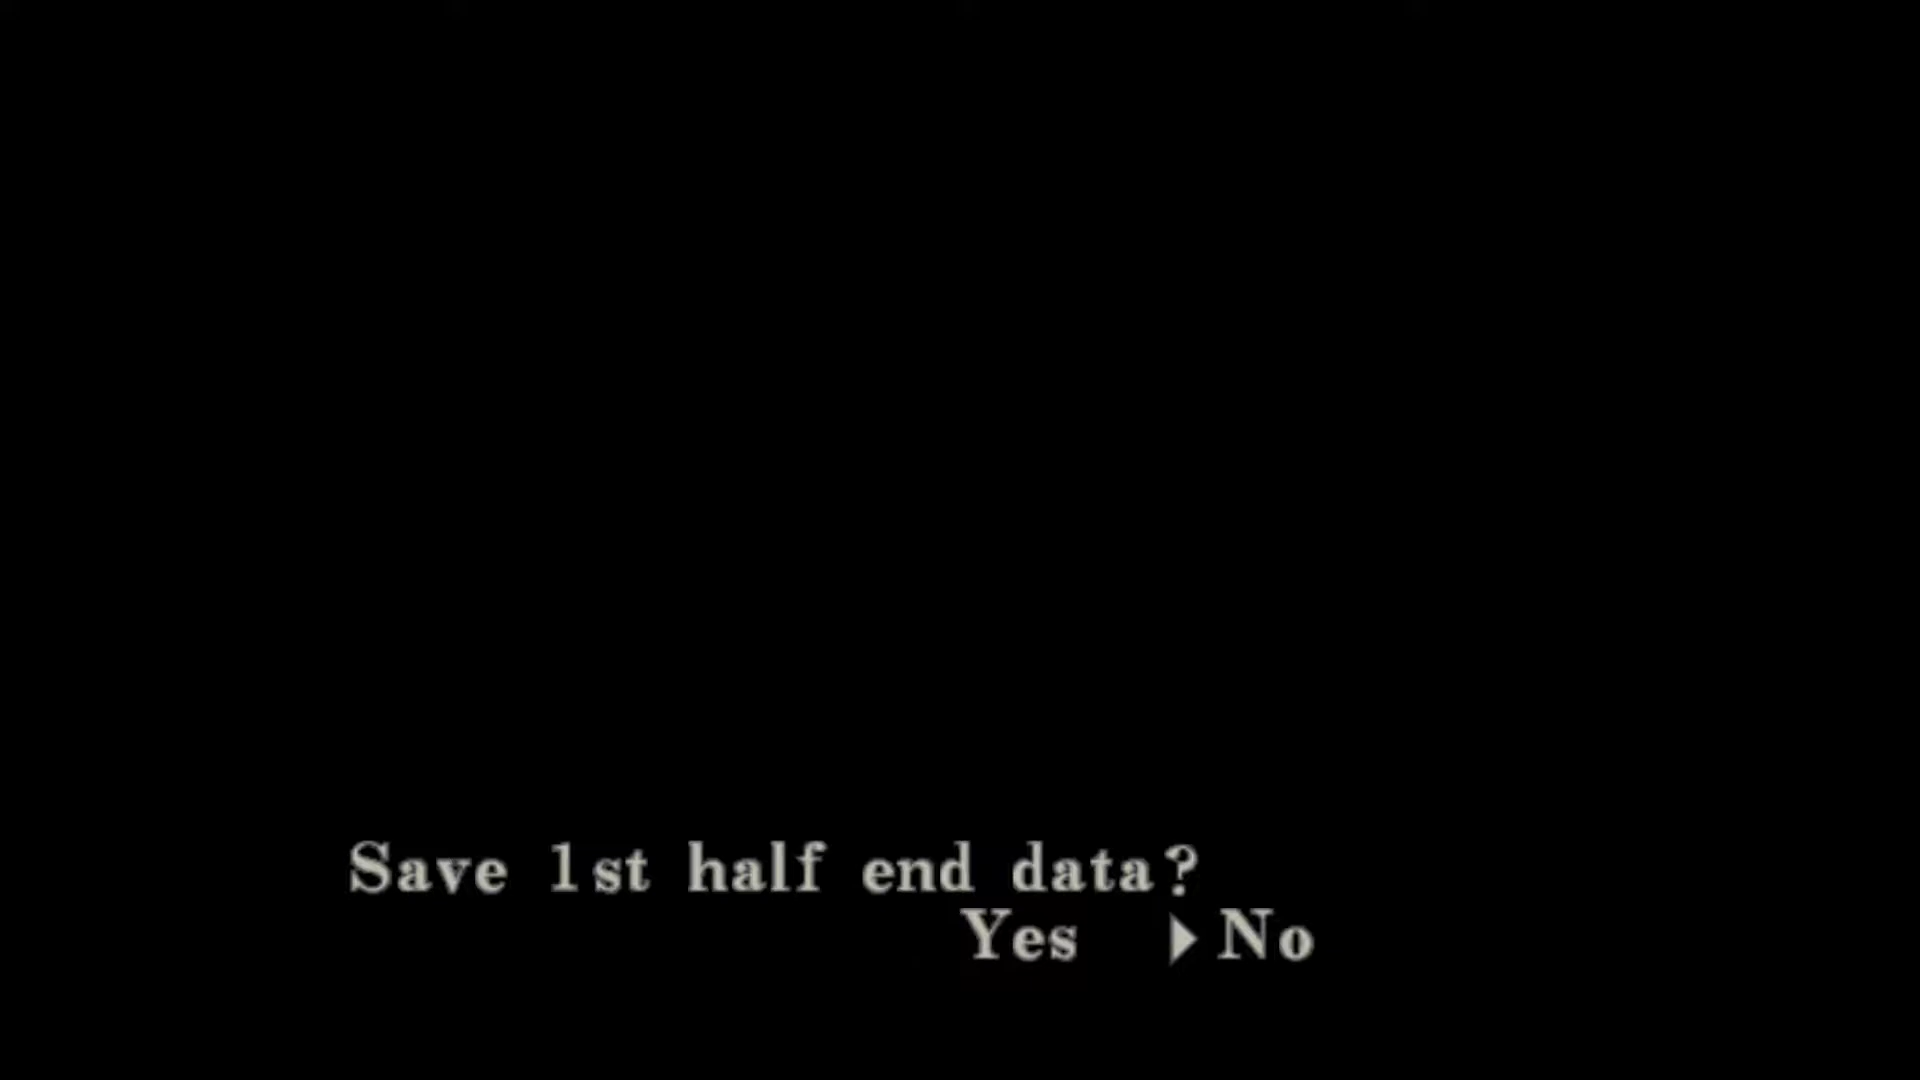 Save 1st half end data?
Yes ▶No